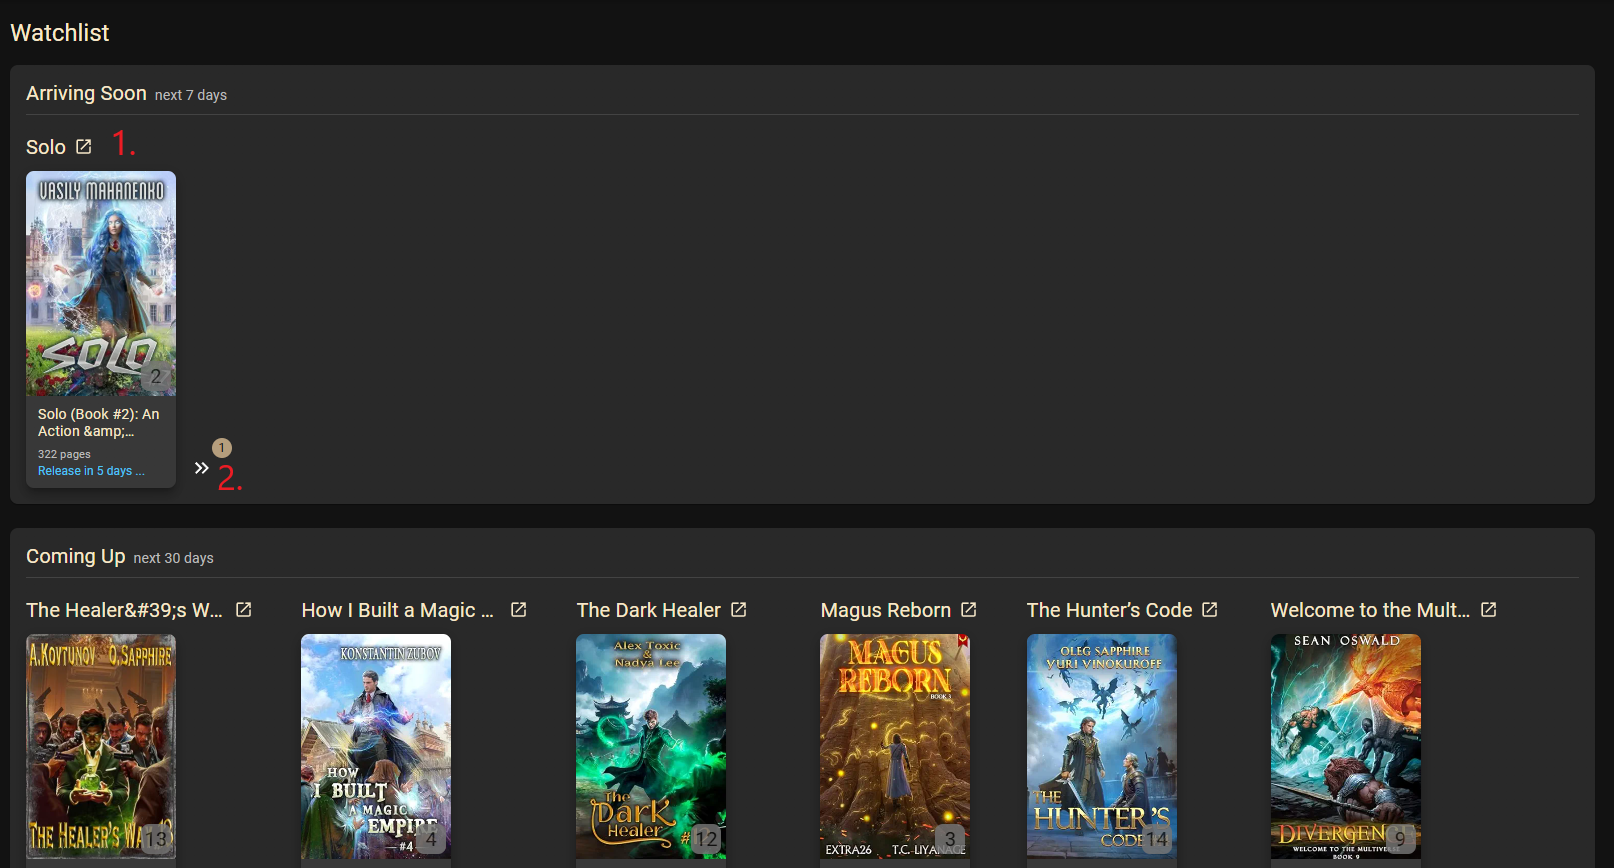 Watchlist
Arriving Soon next 7 days
Solo 1.
VASILY MAHANENKO
SOLO
2
Solo (Book #2): An
Action &amp;...
322 pages
Release in 5 days ...
1
2.
Coming Up next 30 days
The Healer&#39;s W... How I Built a Magic ... The Dark Healer Magus Reborn The Hunter’s Code Welcome to the Mult...
A.KOVTUNOV O.SAPPHIRE
THE HEALER'S WA
13
KONSTANTIN ZUBOV
HOW
I BUILT
A MAGIC
EMPIRE
#4
4
Alex Toxic
&
Nadya Lee
The
Dark
Healer #
12
MAGUS
REBORN
BOOK 3
EXTRA26 T.C. LIYANAGE
3
OLEG SAPPHIRE
YURI VINOKUROFF
THE
HUNTER'S
CODE
14
SEAN OSWALD
DIVERGEN
WELCOME TO THE MULTIVERSE
BOOK 9
9